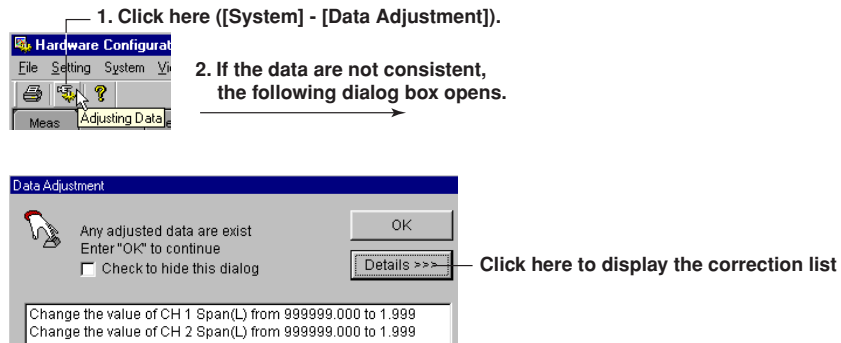 1. Click here ([System] - [Data Adjustment]).
Hardware Configurat
File Setting System Vi
2. If the data are not consistent,
the following dialog box opens.
Adjusting Data
Meas
Data Adjustment
Any adjusted data are exist
Enter "OK" to continue
Check to hide this dialog
OK
Details >>>
Click here to display the correction list
Change the value of CH 1 Span(L) from 999999.000 to 1.999
Change the value of CH 2 Span(L) from 999999.000 to 1.999